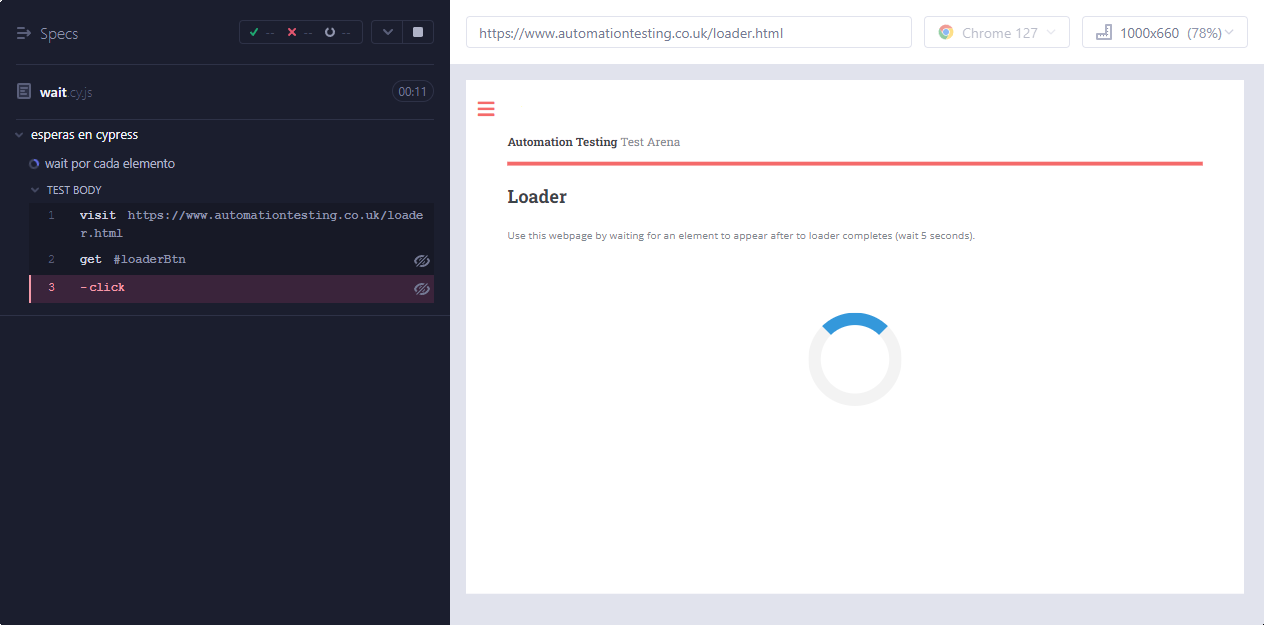 Specs
-- -- --
wait.cy.js
00:11
esperas en cypress
wait por cada elemento
TEST BODY
1 visit https://www.automationtesting.co.uk/loade
r.html
2 get #loaderBtn
3 -click
https://www.automationtesting.co.uk/loader.html
Chrome 127
1000x660 (78%)
Automation Testing Test Arena
Loader
Use this webpage by waiting for an element to appear after to loader completes (wait 5 seconds).